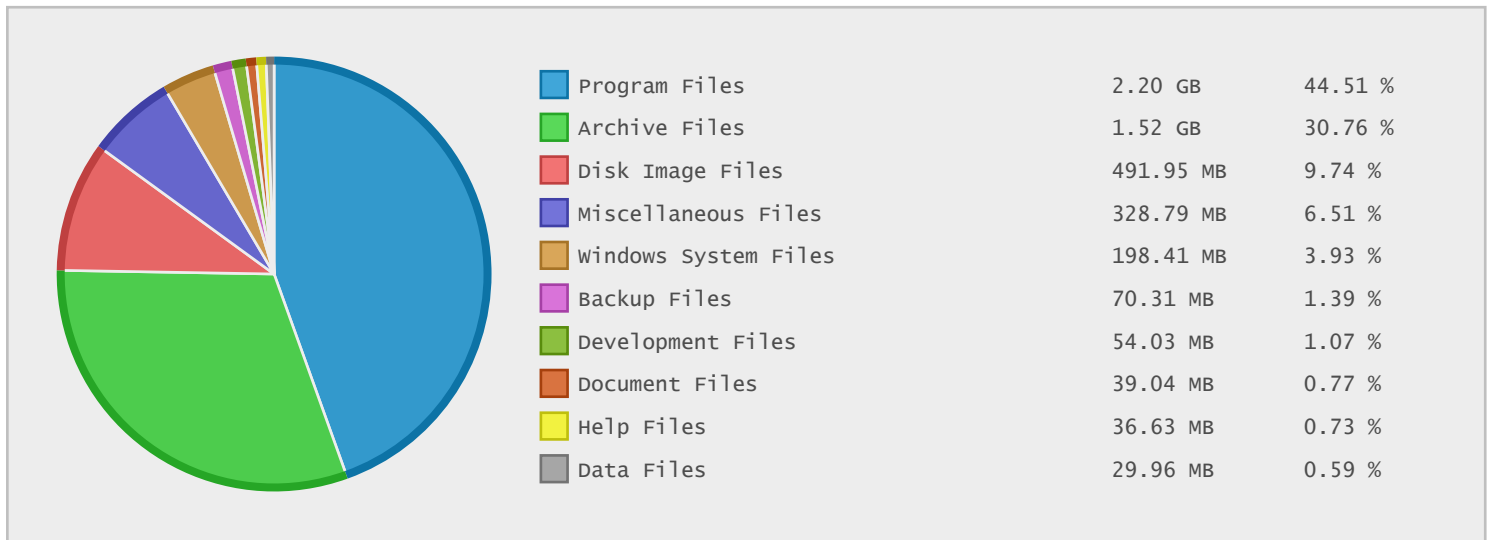 Program Files 2.20 GB 44.51 %
Archive Files 1.52 GB 30.76 %
Disk Image Files 491.95 MB 9.74 %
Miscellaneous Files 328.79 MB 6.51 %
Windows System Files 198.41 MB 3.93 %
Backup Files 70.31 MB 1.39 %
Development Files 54.03 MB 1.07 %
Document Files 39.04 MB 0.77 %
Help Files 36.63 MB 0.73 %
Data Files 29.96 MB 0.59 %